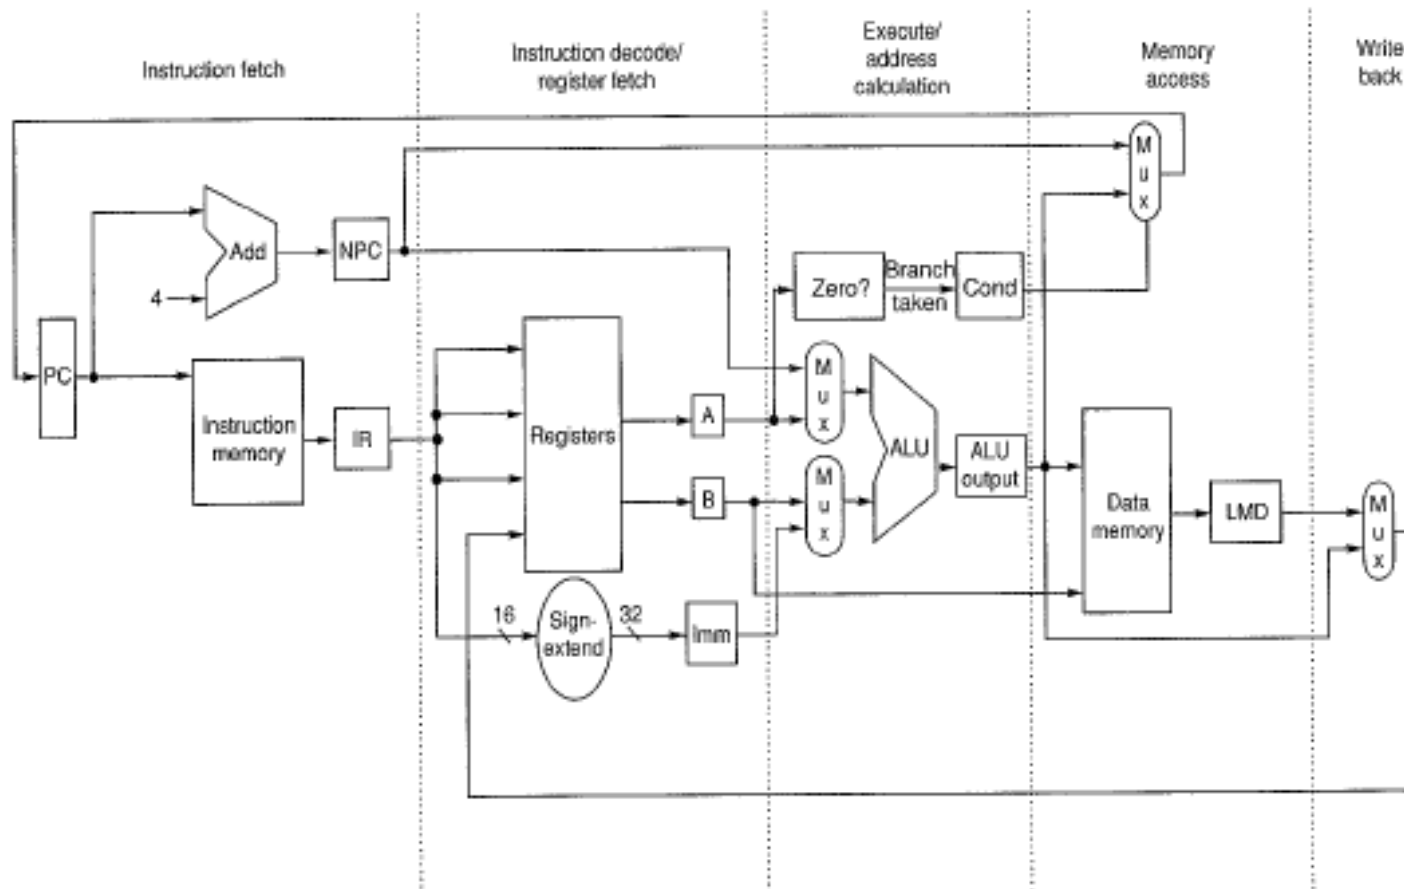 Instruction fetch
Instruction decode/
register fetch
Execute/
address
calculation
Memory
access
Write
back
M
u
x
Add
NPC
4
Zero?
Branch
taken
Cond
PC
Instruction
memory
IR
Registers
A
B
M
u
x
M
u
x
ALU
ALU
output
Data
memory
LMD
M
u
x
16
Sign-
extend
32
Imm